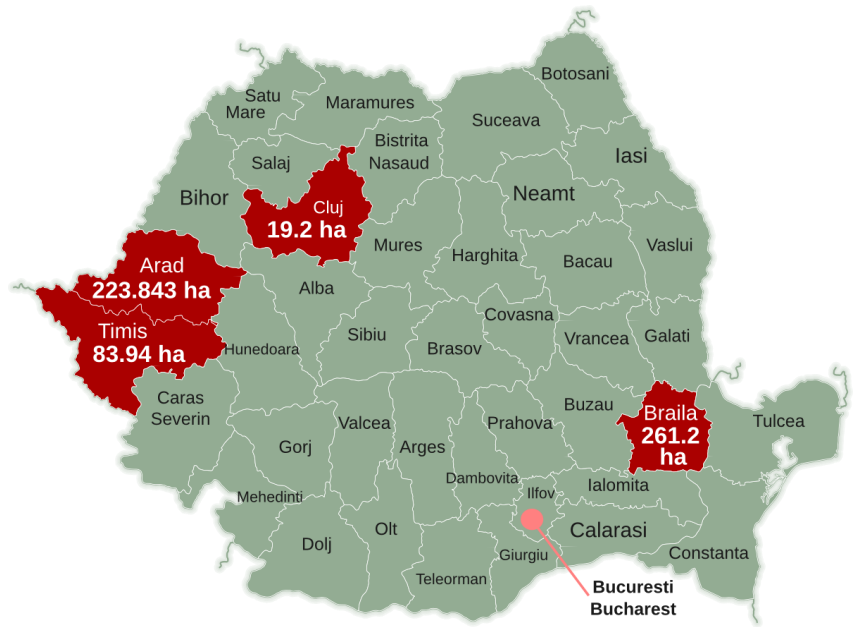 Botosani
Satu
Mare
Maramures
Suceava
Bistrita
Nasaud
Iasi
Salaj
Bihor
Neamt
Cluj
19.2 ha
Mures
Harghita
Bacau
Vaslui
Arad
223.843 ha
Alba
Covasna
Timis
83.94 ha
Hunedoara
Sibiu
Brasov
Vrancea
Galati
Caras
Severin
Valcea
Arges
Prahova
Buzau
Braila
261.2
ha
Tulcea
Gorj
Dambovita
Ilfov
Ialomita
Mehedinti
Dolj
Olt
Calarasi
Giurgiu
Constanta
Teleorman
Bucuresti
Bucharest